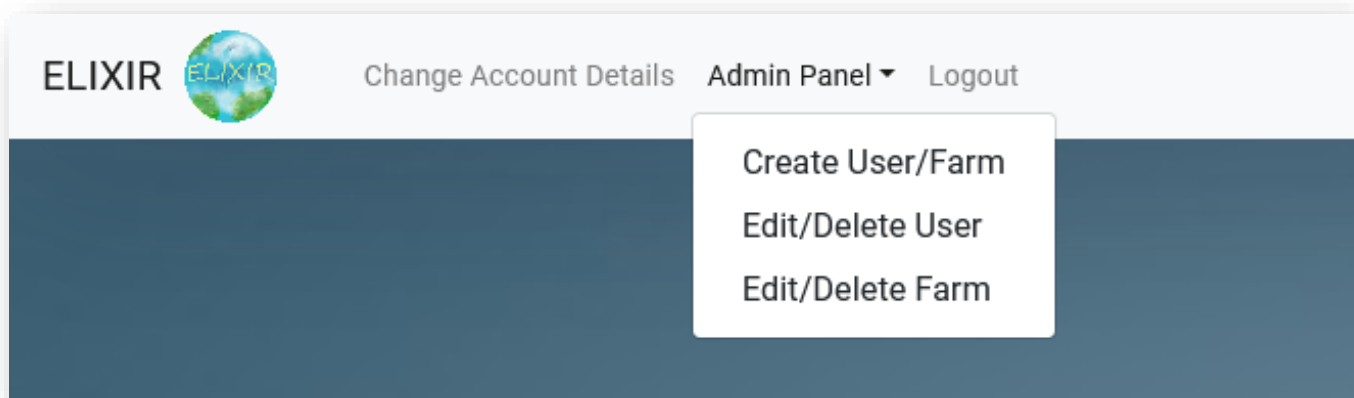 ELIXIR ELIXIR Change Account Details Admin Panel Logout
Create User/Farm
Edit/Delete User
Edit/Delete Farm